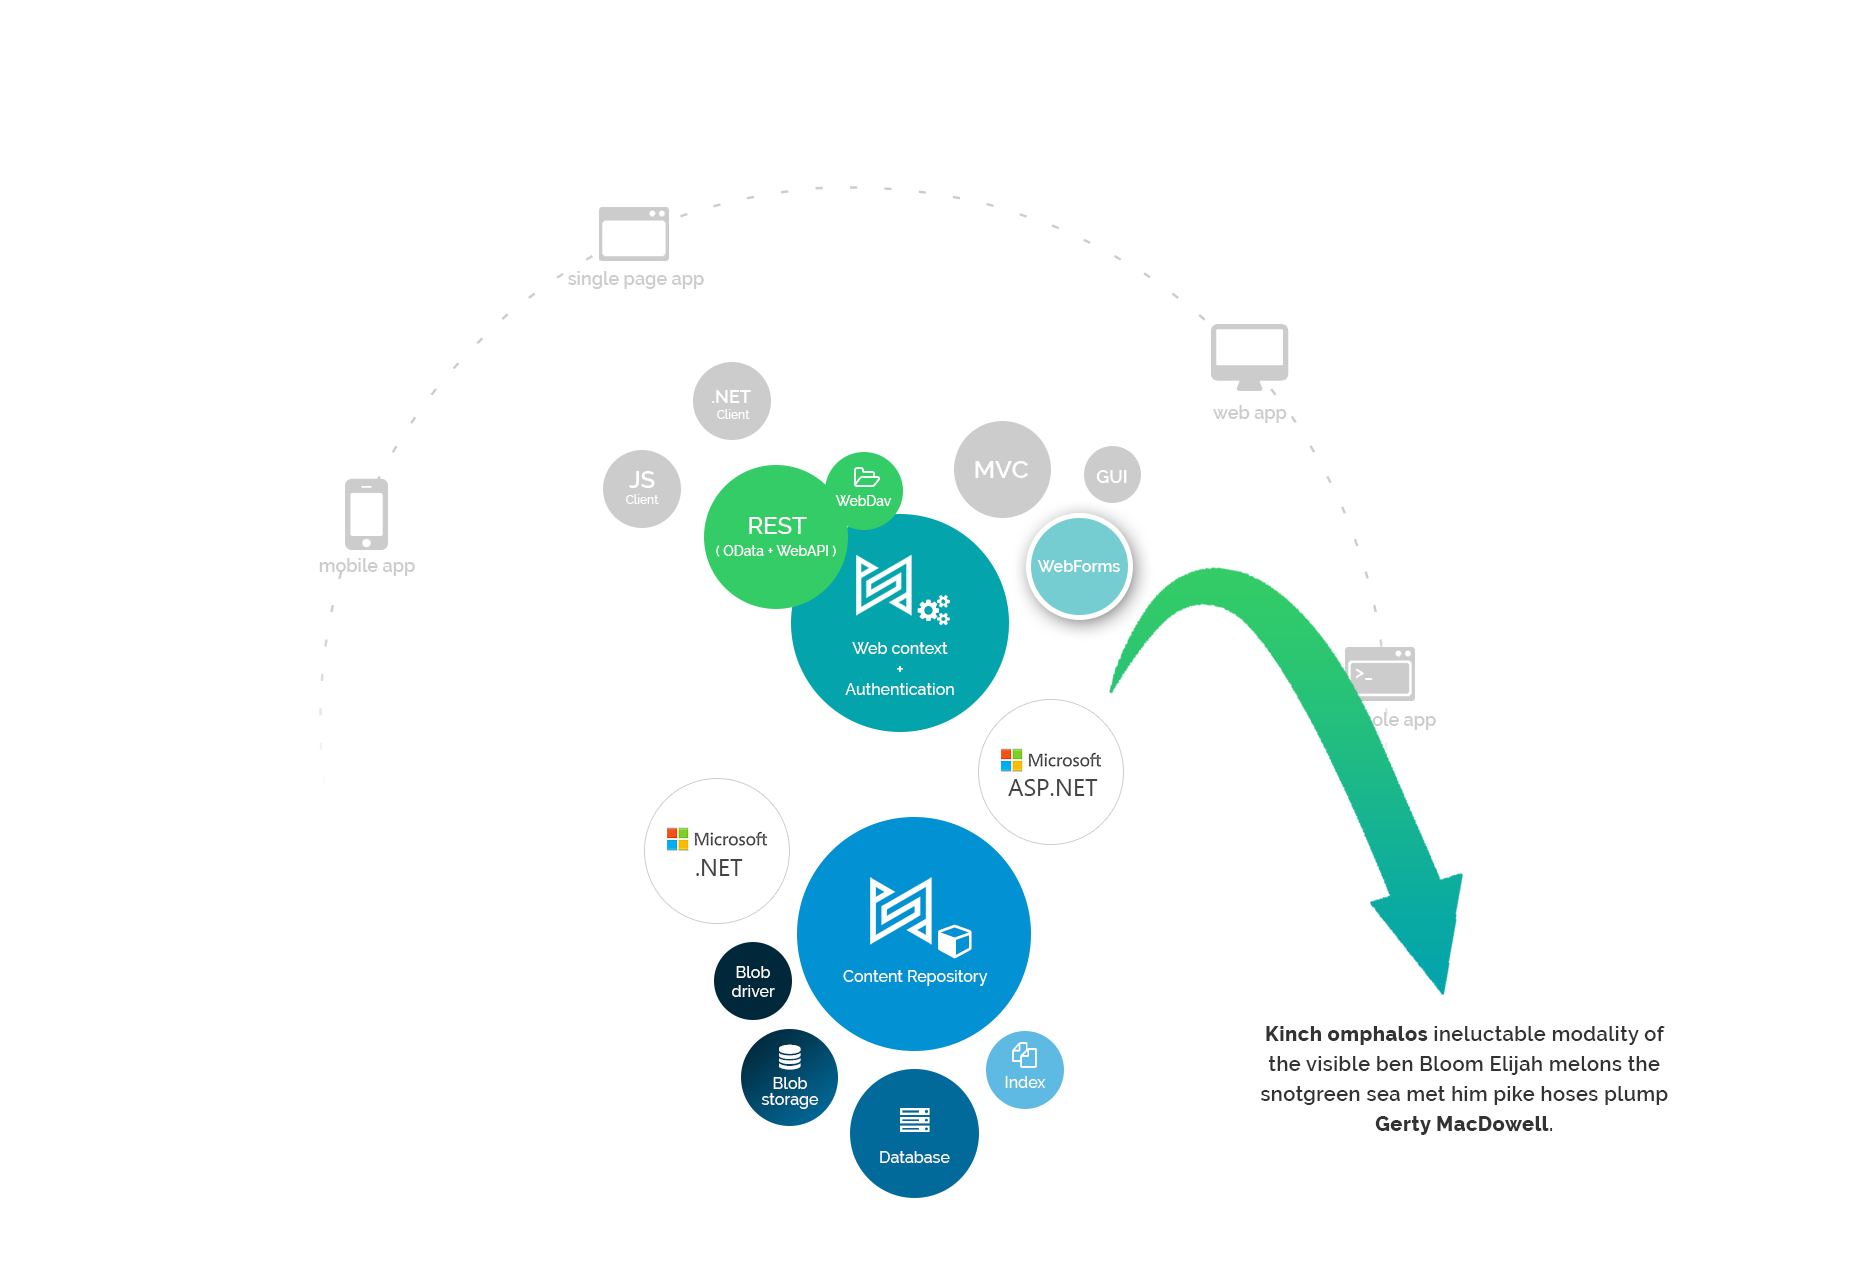 single page app
web app
.NET
Client
JS
Client
MVC
GUI
WebDav
REST
( OData + WebAPI )
WebForms
mobile app
Web context
+
Authentication
>_
ole app
Microsoft
ASP.NET
Microsoft
.NET
Content Repository
Blob
driver
Blob
storage
Index
Database
Kinch omphalos ineluctable modality of
the visible ben Bloom Elijah melons the
snotgreen sea met him pike hoses plump
Gerty MacDowell.